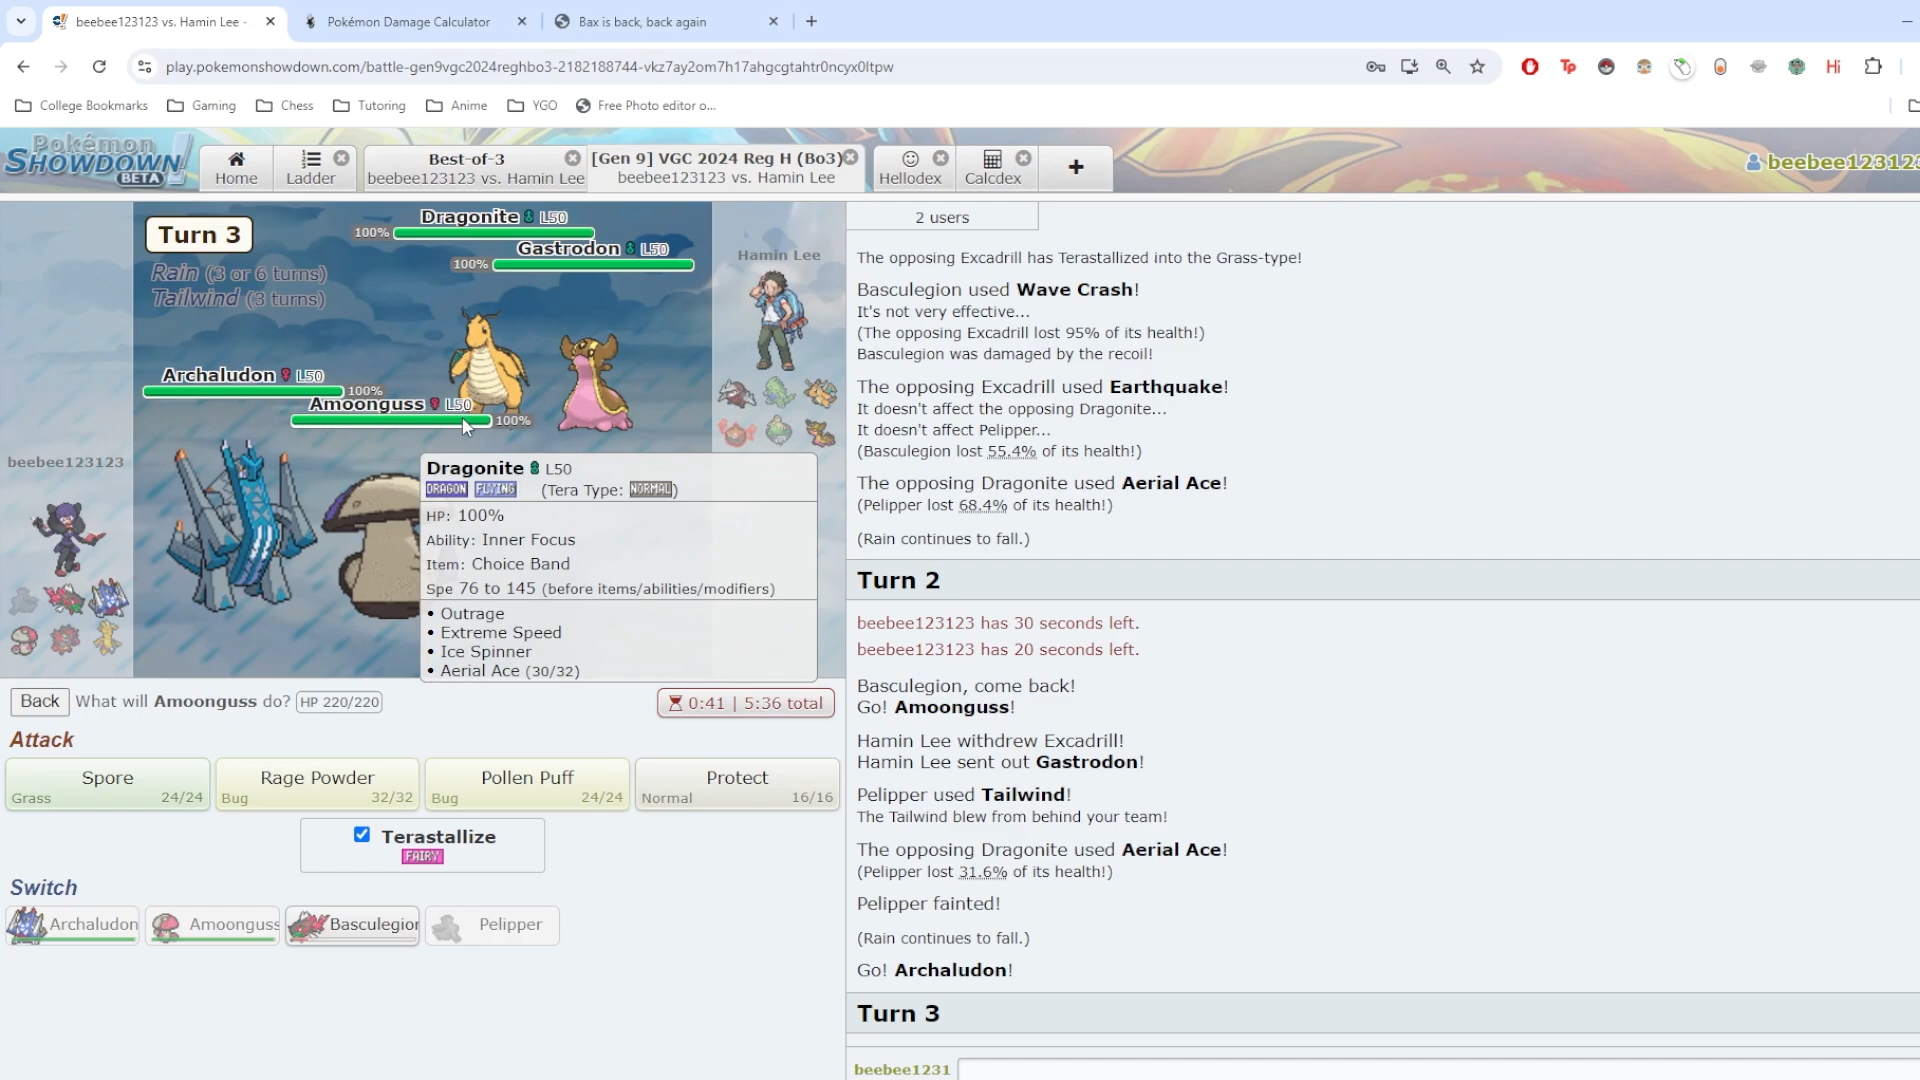 beebee123123 vs. Hamin Lee -
Pokémon Damage Calculator
Bax is back, back again
play.pokemonshowdown.com/battle-gen9vgc2024reghbo3-2182188744-vkz7ay2om7h17ahgcgtahtr0ncyx0ltpw
Tp
Hi
College Bookmarks
Gaming
Chess
Tutoring
Anime
YGO
Free Photo editor o...
Pokémon
SHOWDOWN!
BETA
Home
Ladder
Best-of-3
beebee123123 vs. Hamin Lee
[Gen 9] VGC 2024 Reg H (Bo3)
beebee123123 vs. Hamin Lee
Hellodex
Calcdex
beebee123123
Turn 3
Rain (3 or 6 turns)
Tailwind (3 turns)
Dragonite L50
100%
Gastrodon L50
100%
Archaludon L50
100%
Amoonguss L50
100%
Hamin Lee
beebee123123
Dragonite L50
DRAGON FLYING (Tera Type: NORMAL)
HP: 100%
Ability: Inner Focus
Item: Choice Band
Spe 76 to 145 (before items/abilities/modifiers)
• Outrage
• Extreme Speed
• Ice Spinner
• Aerial Ace (30/32)
Back What will Amoonguss do? HP 220/220
0:41 | 5:36 total
Attack
Spore
Grass 24/24
Rage Powder
Bug 32/32
Pollen Puff
Bug 24/24
Protect
Normal 16/16
Terastallize
FAIRY
Switch
Archaludon
Amoonguss
Basculegion
Pelipper
2 users
The opposing Excadrill has Terastallized into the Grass-type!
Basculegion used Wave Crash!
It's not very effective...
(The opposing Excadrill lost 95% of its health!)
Basculegion was damaged by the recoil!
The opposing Excadrill used Earthquake!
It doesn't affect the opposing Dragonite...
It doesn't affect Pelipper...
(Basculegion lost 55.4% of its health!)
The opposing Dragonite used Aerial Ace!
(Pelipper lost 68.4% of its health!)
(Rain continues to fall.)
Turn 2
beebee123123 has 30 seconds left.
beebee123123 has 20 seconds left.
Basculegion, come back!
Go! Amoonguss!
Hamin Lee withdrew Excadrill!
Hamin Lee sent out Gastrodon!
Pelipper used Tailwind!
The Tailwind blew from behind your team!
The opposing Dragonite used Aerial Ace!
(Pelipper lost 31.6% of its health!)
Pelipper fainted!
(Rain continues to fall.)
Go! Archaludon!
Turn 3
beebee1231